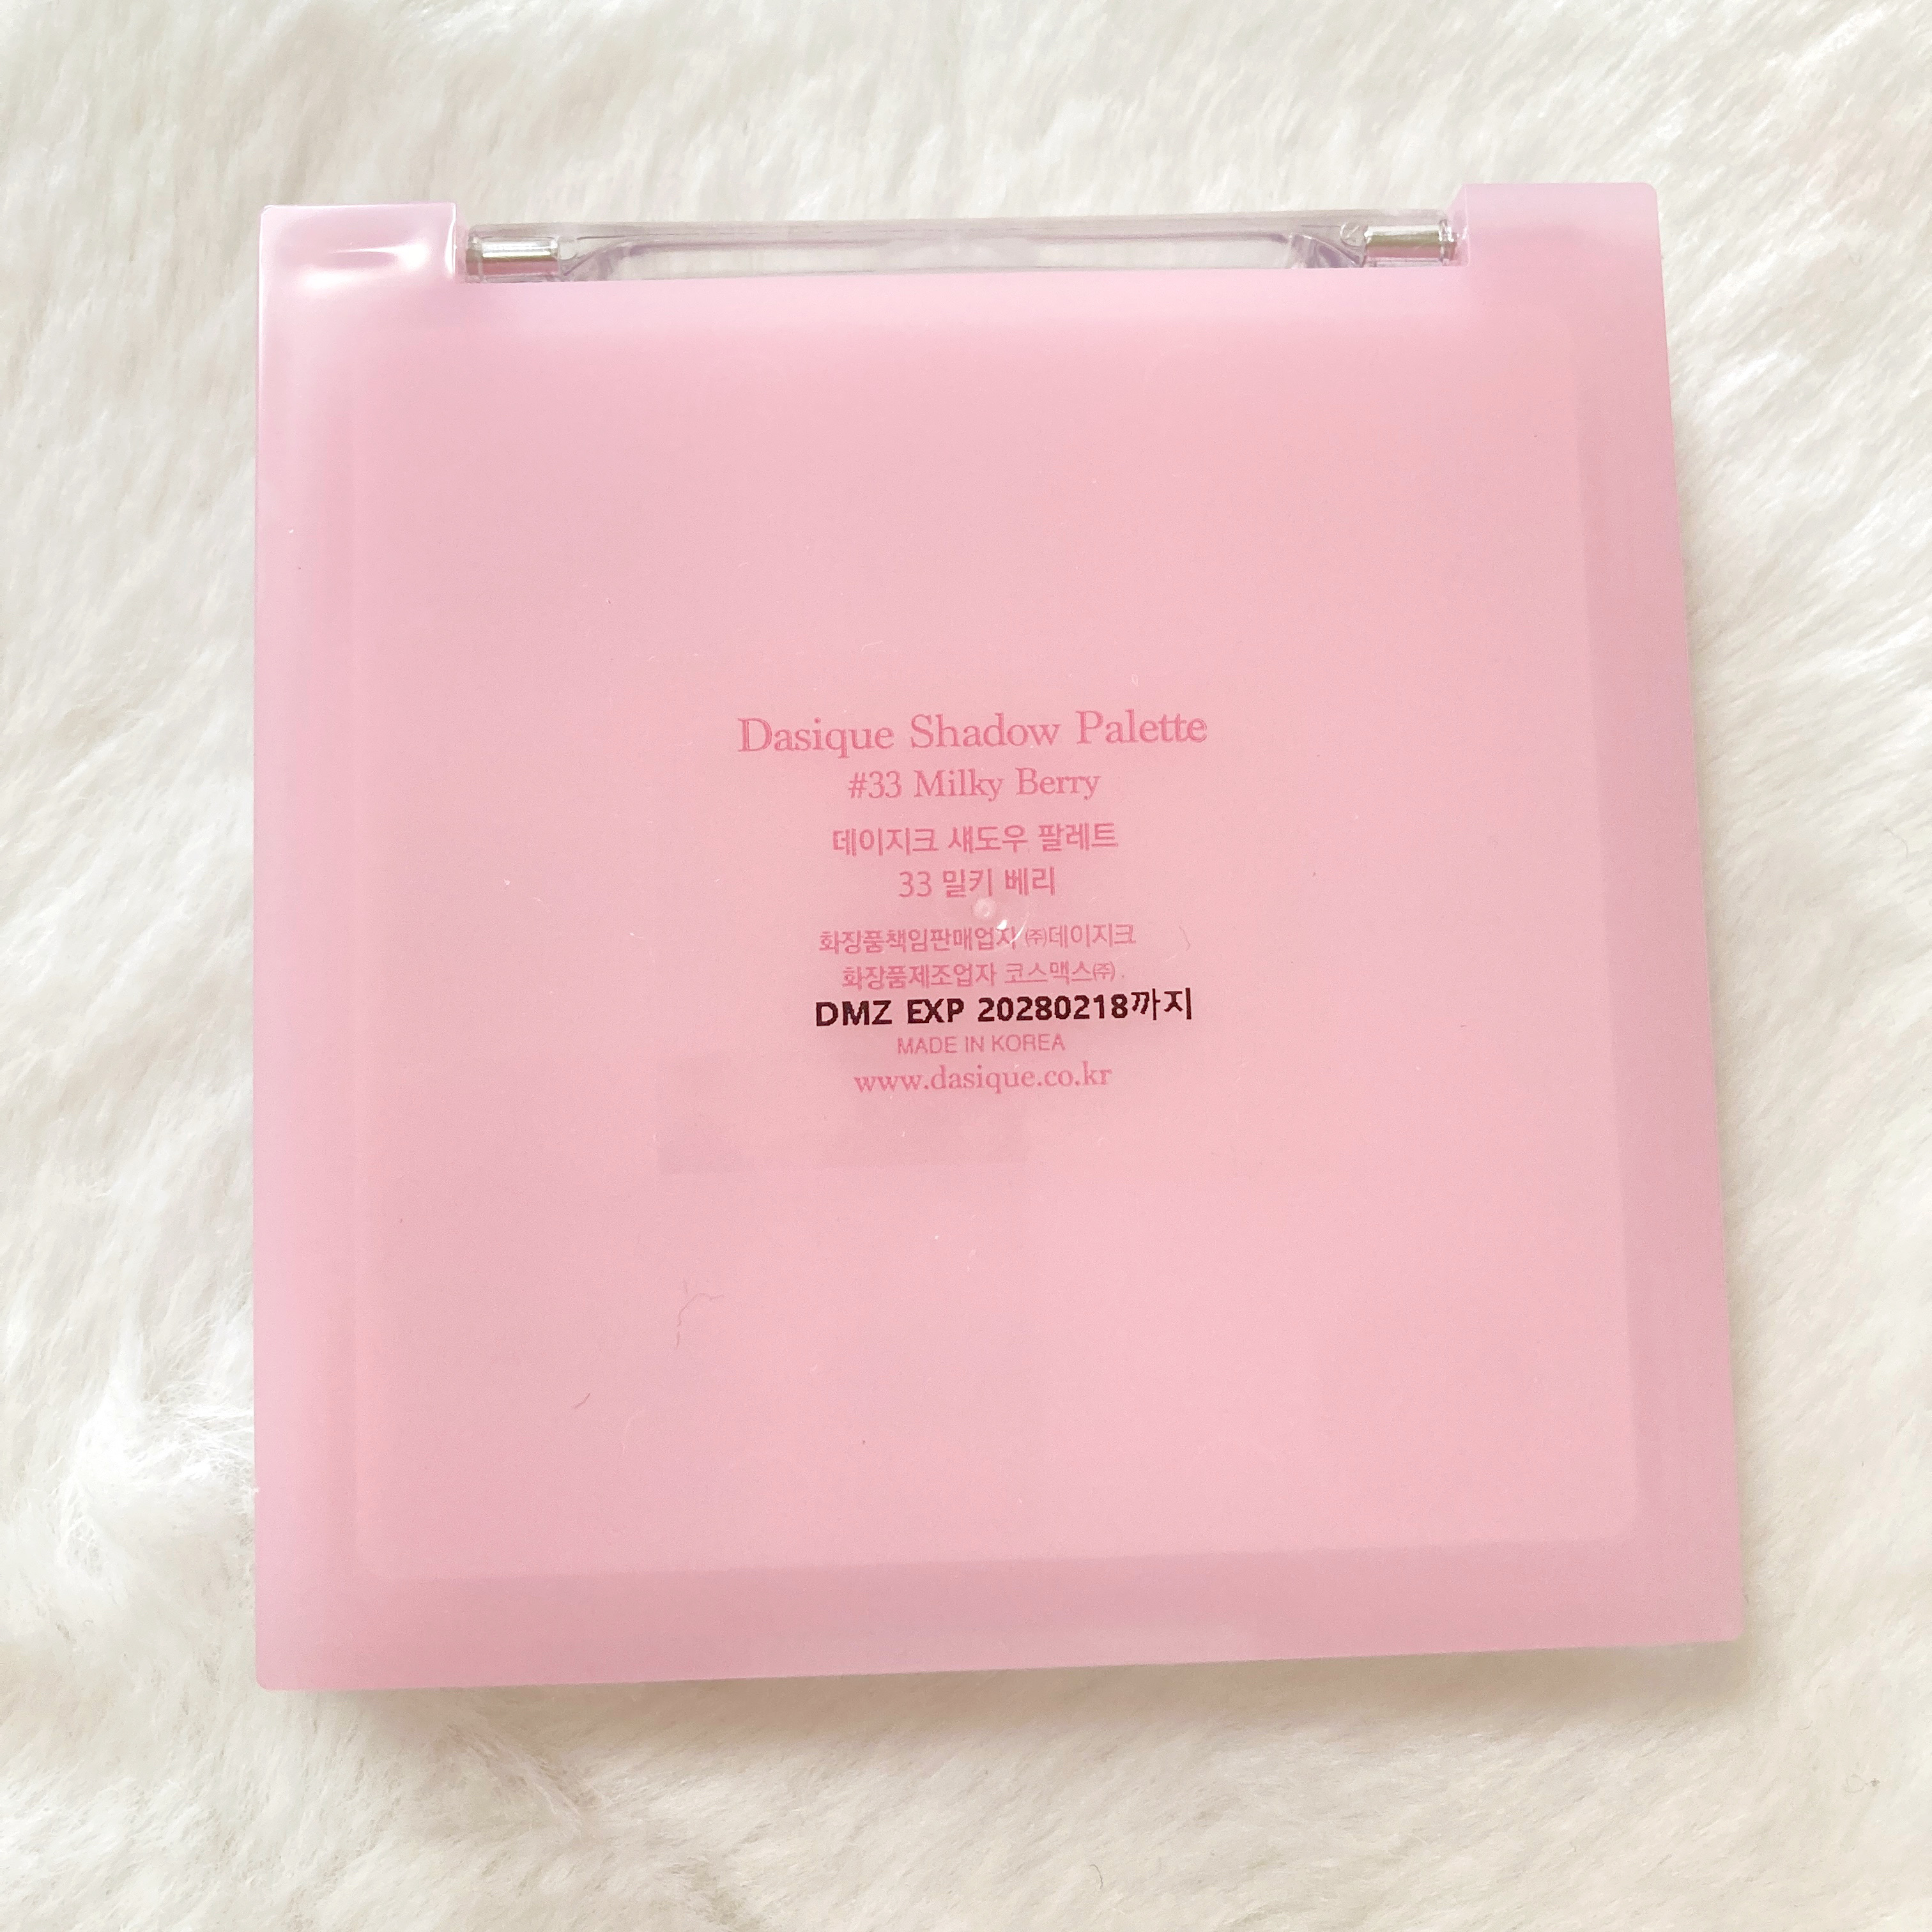 Dasique Shadow Palette
#33 Milky Berry
데이지크 섀도우 팔레트
33 밀키 베리
화장품책임판매업자 ㈜데이지크
화장품제조업자 코스맥스㈜
DMZ EXP 20280218까지
MADE IN KOREA
www.dasique.co.kr